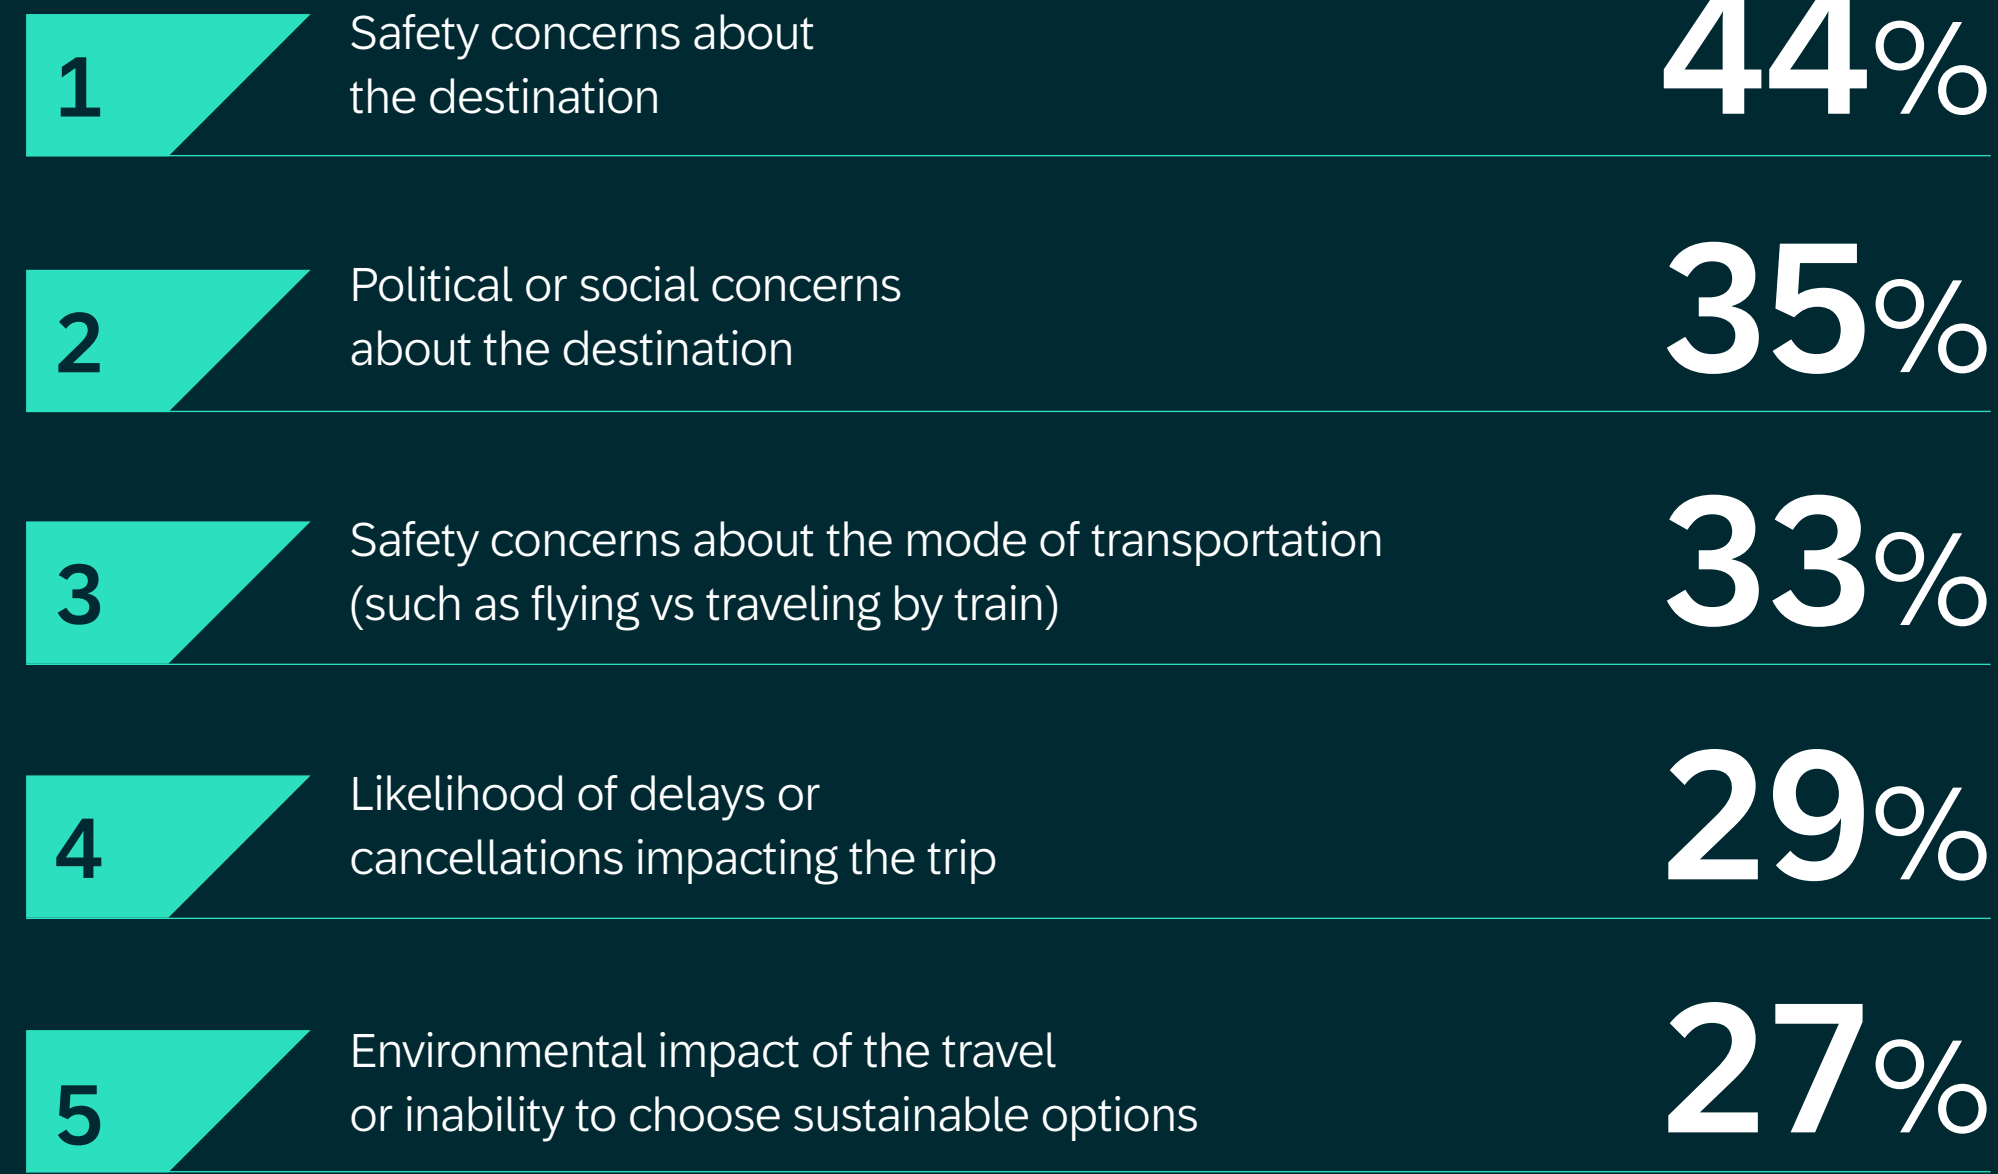 1
Safety concerns about
the destination
44%
2
Political or social concerns
about the destination
35%
3
Safety concerns about the mode of transportation
(such as flying vs traveling by train)
33%
4
Likelihood of delays or
cancellations impacting the trip
29%
5
Environmental impact of the travel
or inability to choose sustainable options
27%